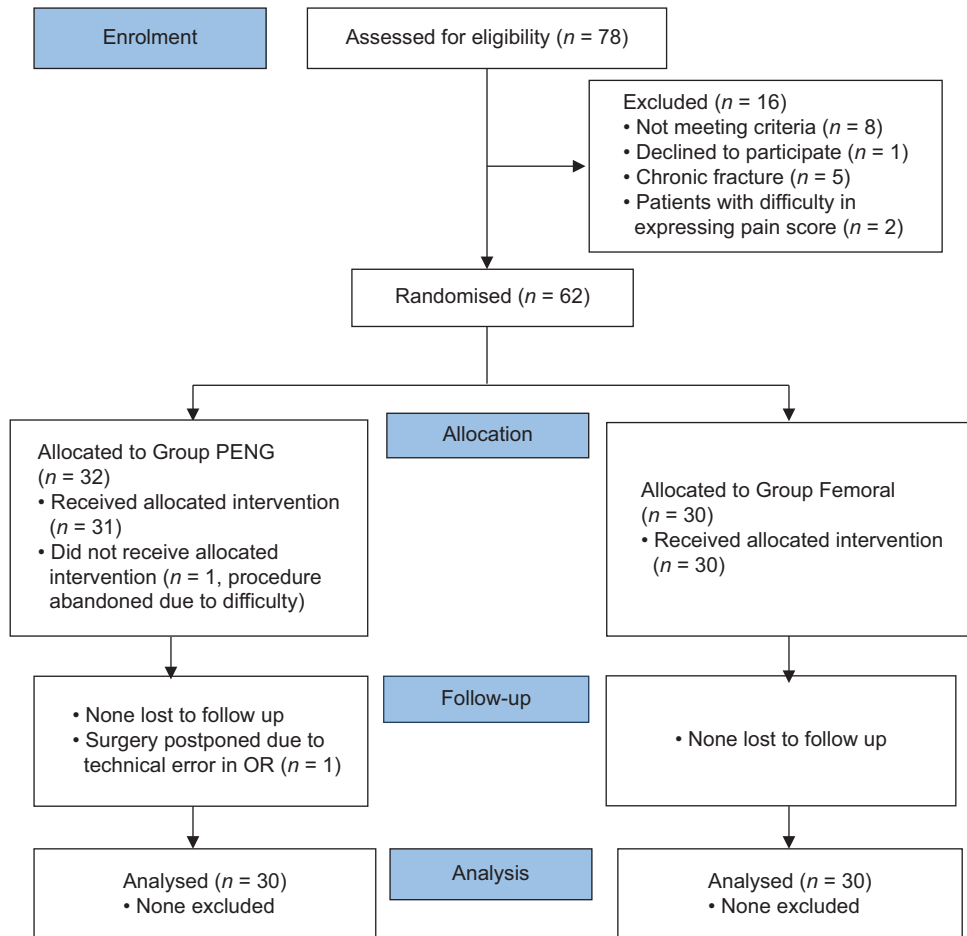 Enrolment
Assessed for eligibility (n = 78)
Excluded (n = 16)
• Not meeting criteria (n = 8)
• Declined to participate (n = 1)
• Chronic fracture (n = 5)
• Patients with difficulty in
expressing pain score (n = 2)
Randomised (n = 62)
Allocation
Allocated to Group PENG
(n = 32)
• Received allocated intervention
(n = 31)
• Did not receive allocated
intervention (n = 1, procedure
abandoned due to difficulty)
Allocated to Group Femoral
(n = 30)
• Received allocated intervention
(n = 30)
Follow-up
• None lost to follow up
• Surgery postponed due to
technical error in OR (n = 1)
• None lost to follow up
Analysis
Analysed (n = 30)
• None excluded
Analysed (n = 30)
• None excluded